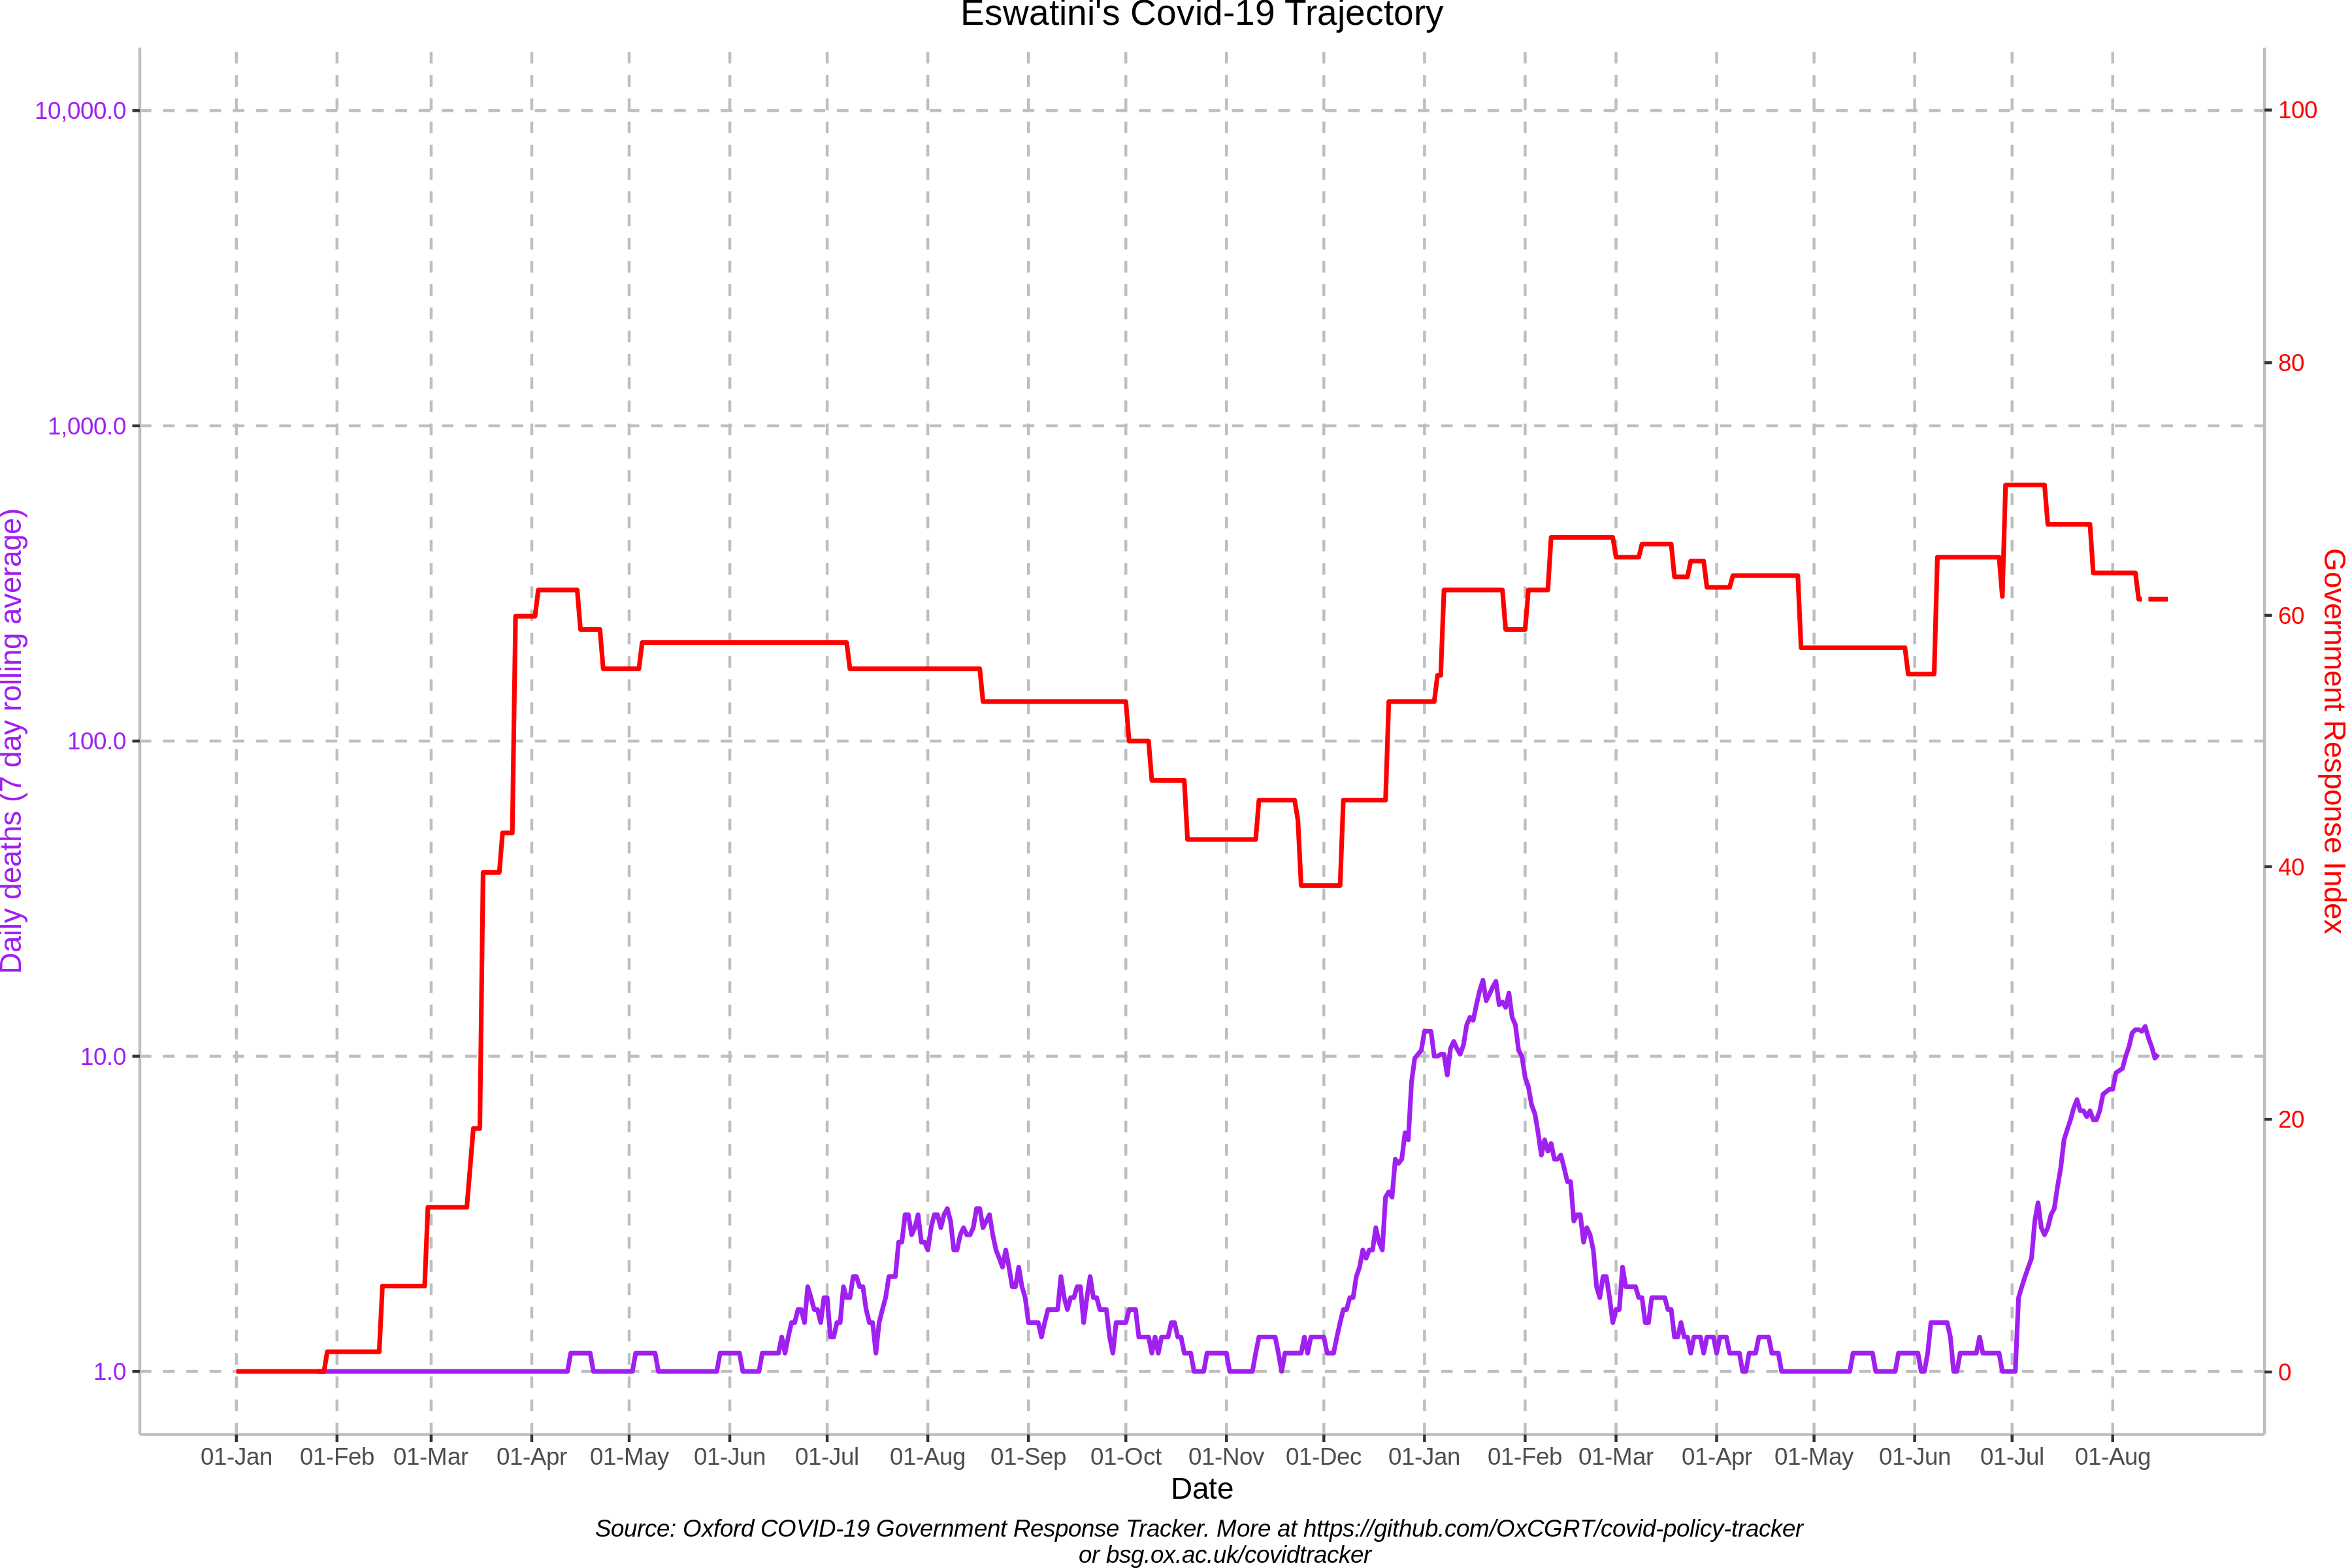 Eswatini's Covid-19 Trajectory
10,000.0
1,000.0
100.0
10.0
1.0
Daily deaths (7 day rolling average)
100
80
60
40
20
0
Government Response Index
01-Jan 01-Feb 01-Mar 01-Apr 01-May 01-Jun 01-Jul 01-Aug 01-Sep 01-Oct 01-Nov 01-Dec 01-Jan 01-Feb 01-Mar 01-Apr 01-May 01-Jun 01-Jul 01-Aug
Date
Source: Oxford COVID-19 Government Response Tracker. More at https://github.com/OxCGRT/covid-policy-tracker
or bsg.ox.ac.uk/covidtracker